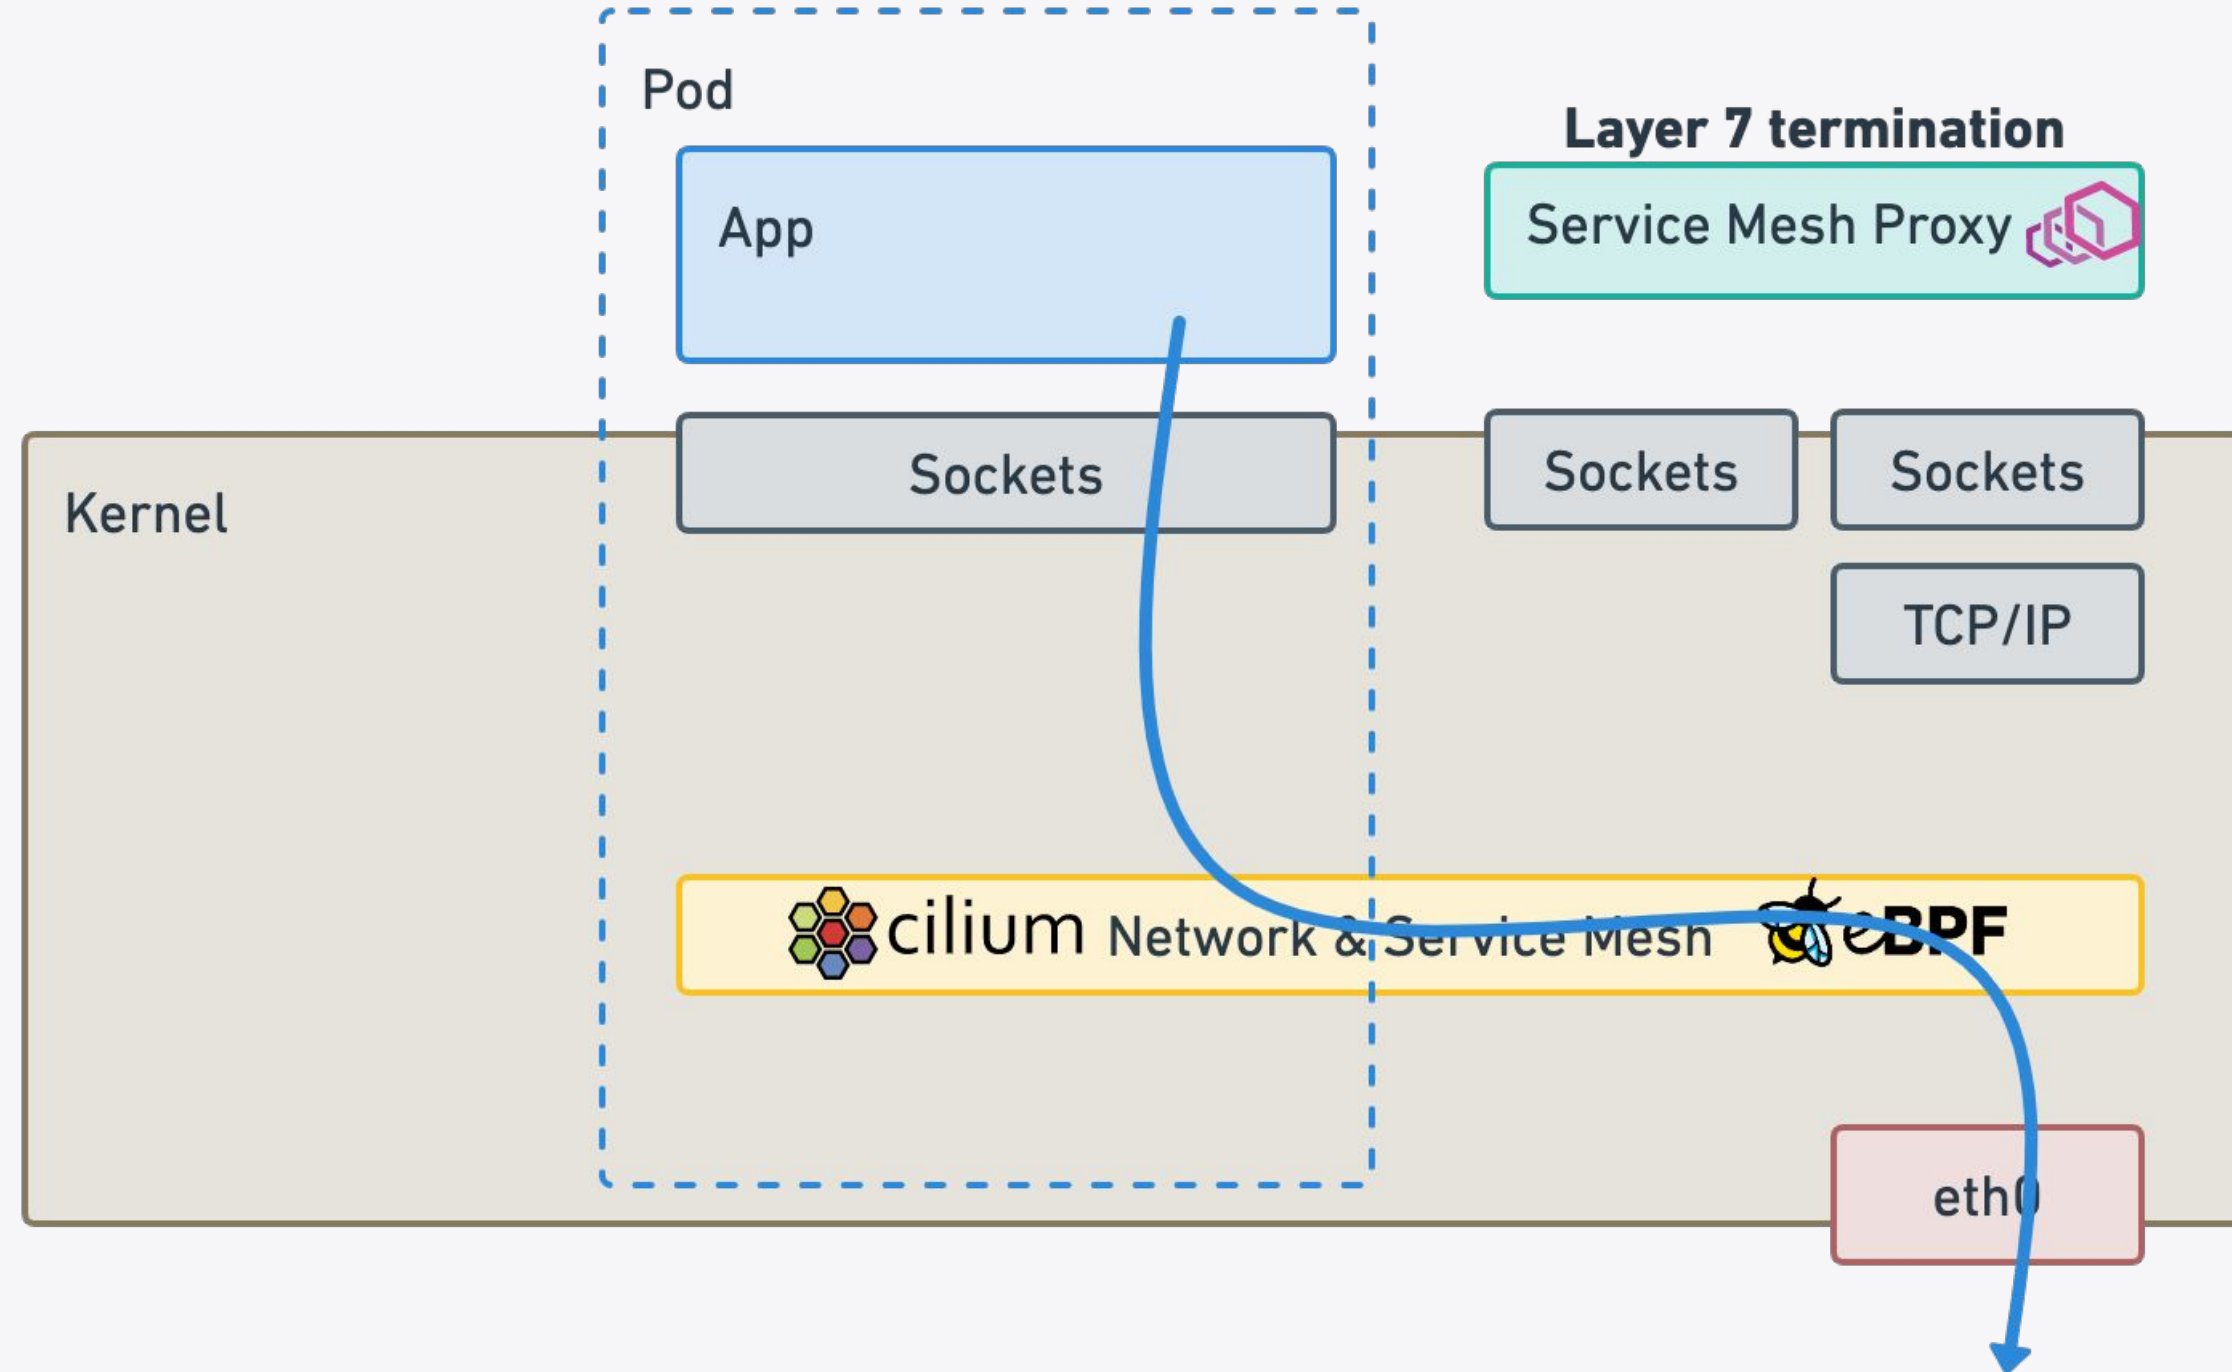 Pod
Layer 7 termination
App
Service Mesh Proxy
Kernel
Sockets
Sockets
Sockets
TCP/IP
cilium Network & Service Mesh eBPF
eth0